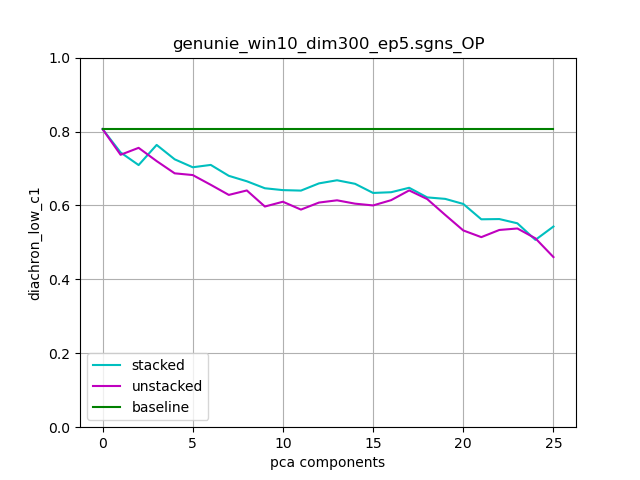 genunie_win10_dim300_ep5.sgns_OP
diachron_low_c1
1.0
0.8
0.6
0.4
0.2
0.0
stacked
unstacked
baseline
0 5 10 15 20 25
pca components